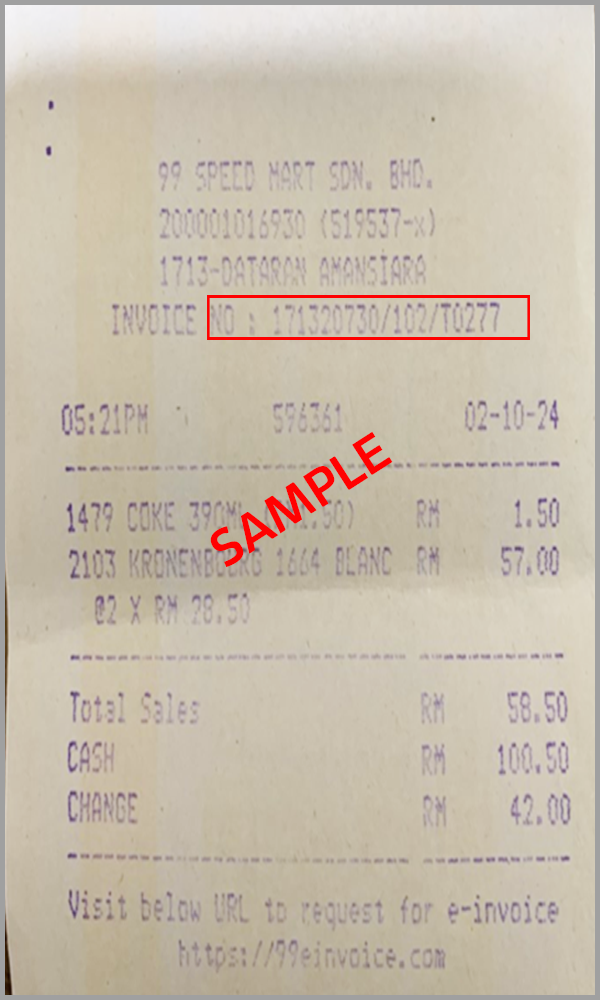 99 SPEED MART SDN. BHD.
200001016930 (519537-x)
1713-DATARAN AMANSIARA
INVOICE NO : 171320730/102/T0277
05:21PM 596361 02-10-24
1479 COKE 390ML 1.50) RM 1.50
2103 KRONENBOURG 1664 BLANC RM 57.00
@2 X RM 28.50
SAMPLE
Total Sales RM 58.50
CASH RM 100.50
CHANGE RM 42.00
Visit below URL to request for e-invoice
https://99einvoice.com